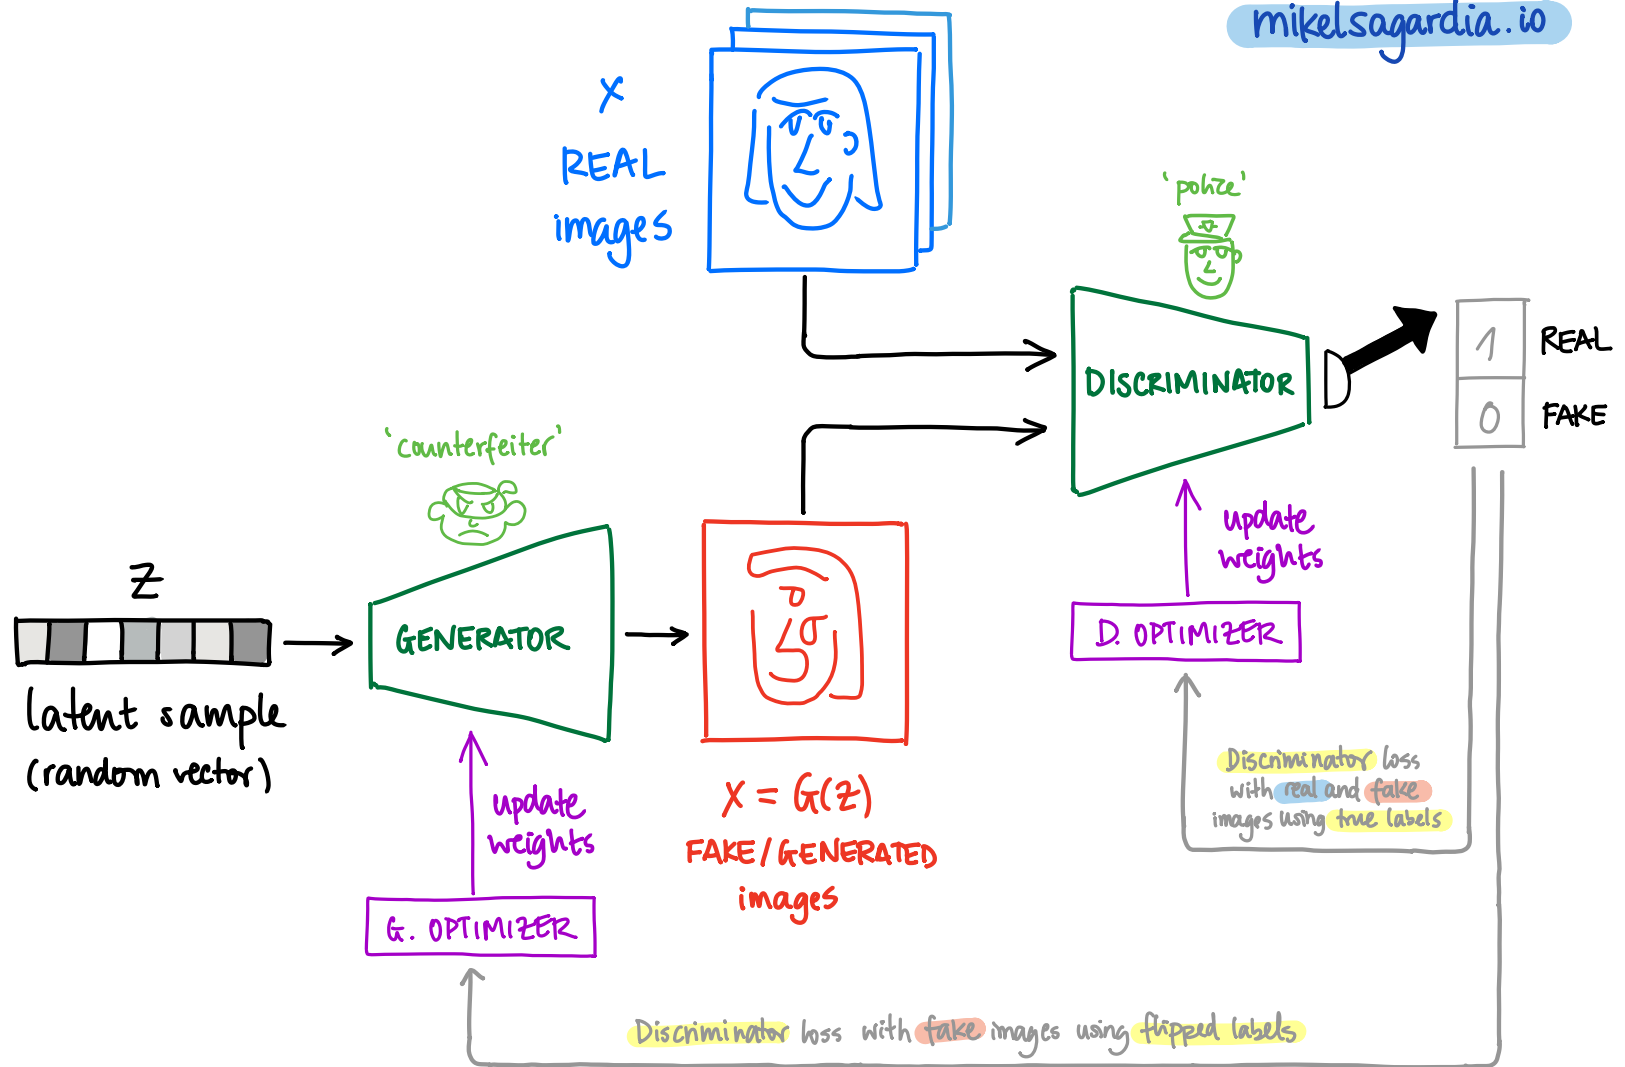 mikelsagardia.io
x
REAL
images
'police'
DISCRIMINATOR
1
REAL
0
FAKE
'counterfeiter'
z
GENERATOR
latent sample
(random vector)
update
weights
D. OPTIMIZER
Discriminator loss
with real and fake
images using true labels
x = G(z)
FAKE/GENERATED
images
update
weights
G. OPTIMIZER
Discriminator loss with fake images using flipped labels